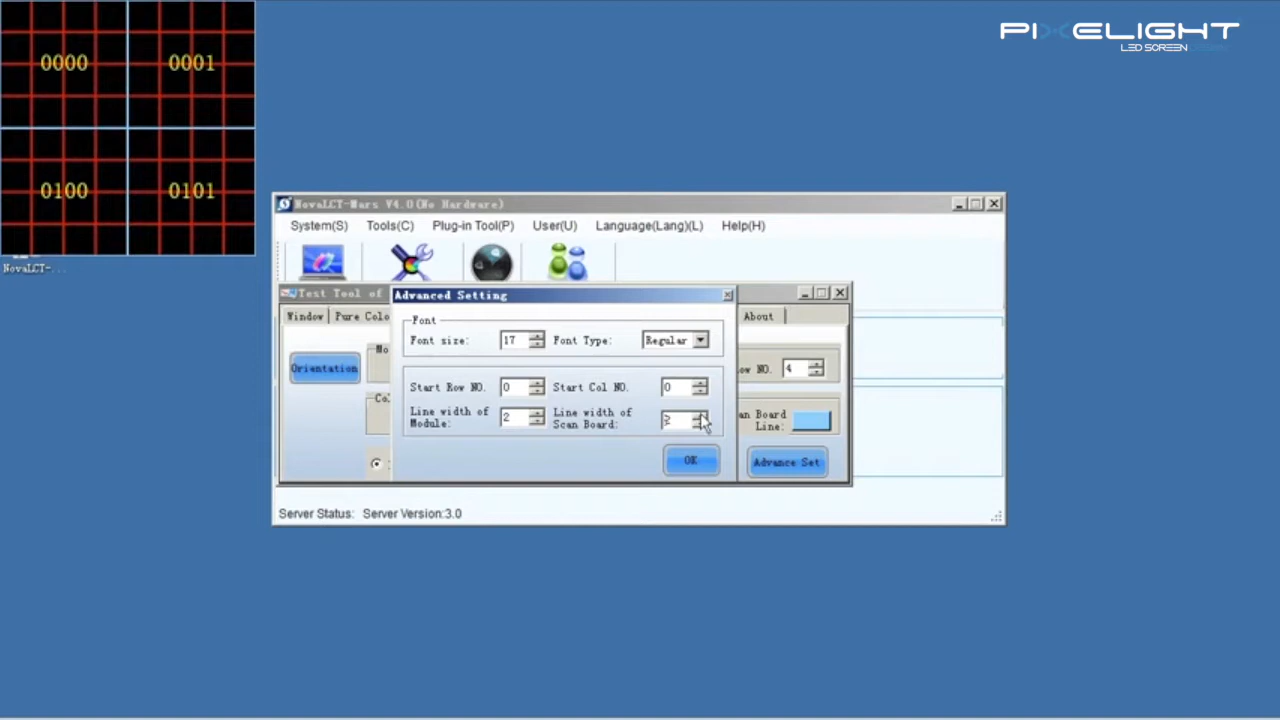 0000 0001
PIXELIGHT
LED SCREEN
0100 0101
NovaLCT-...
NovaLCT-Mars V4.0(No Hardware)
System(S) Tools(C) Plug-in Tool(P) User(U) Language(Lang)(L) Help(H)
Test Tool of
Advanced Setting
Window Pure Colo
About
Font
Font size: 17 Font Type: Regular
Orientation
Mo
ow NO. 4
Start Row NO. 0 Start Col NO. 0
Co
Line width of
Module: 2
Line width of
Scan Board:
an Board
Line:
OK
Advance Set
Server Status: Server Version:3.0